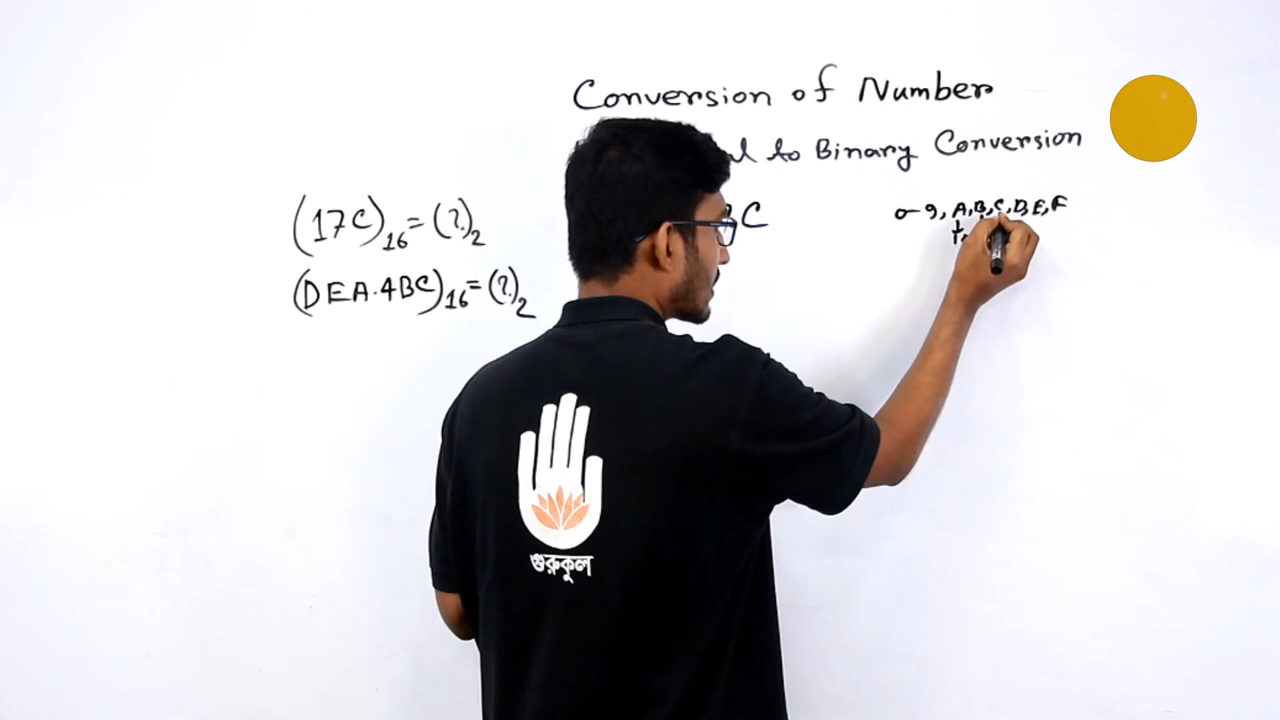 Conversion of Number
to Binary Conversion
(17C)₁₆ = (?)₂
C
0-9, A,B,C,D,E,F
(DEA.4BC)₁₆ = (?)₂
গুরুকুল